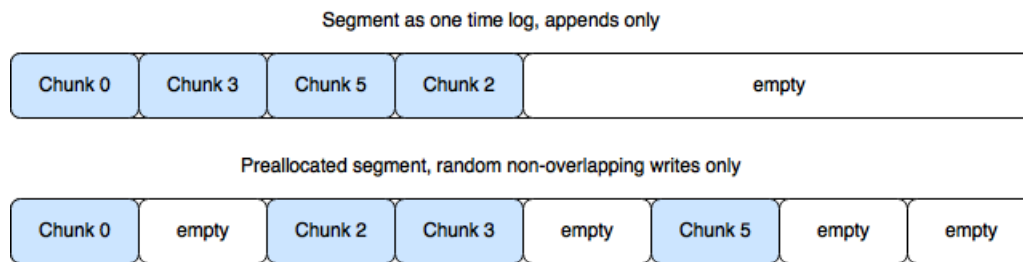 Segment as one time log, appends only
Chunk 0 Chunk 3 Chunk 5 Chunk 2 empty
Preallocated segment, random non-overlapping writes only
Chunk 0 empty Chunk 2 Chunk 3 empty Chunk 5 empty empty